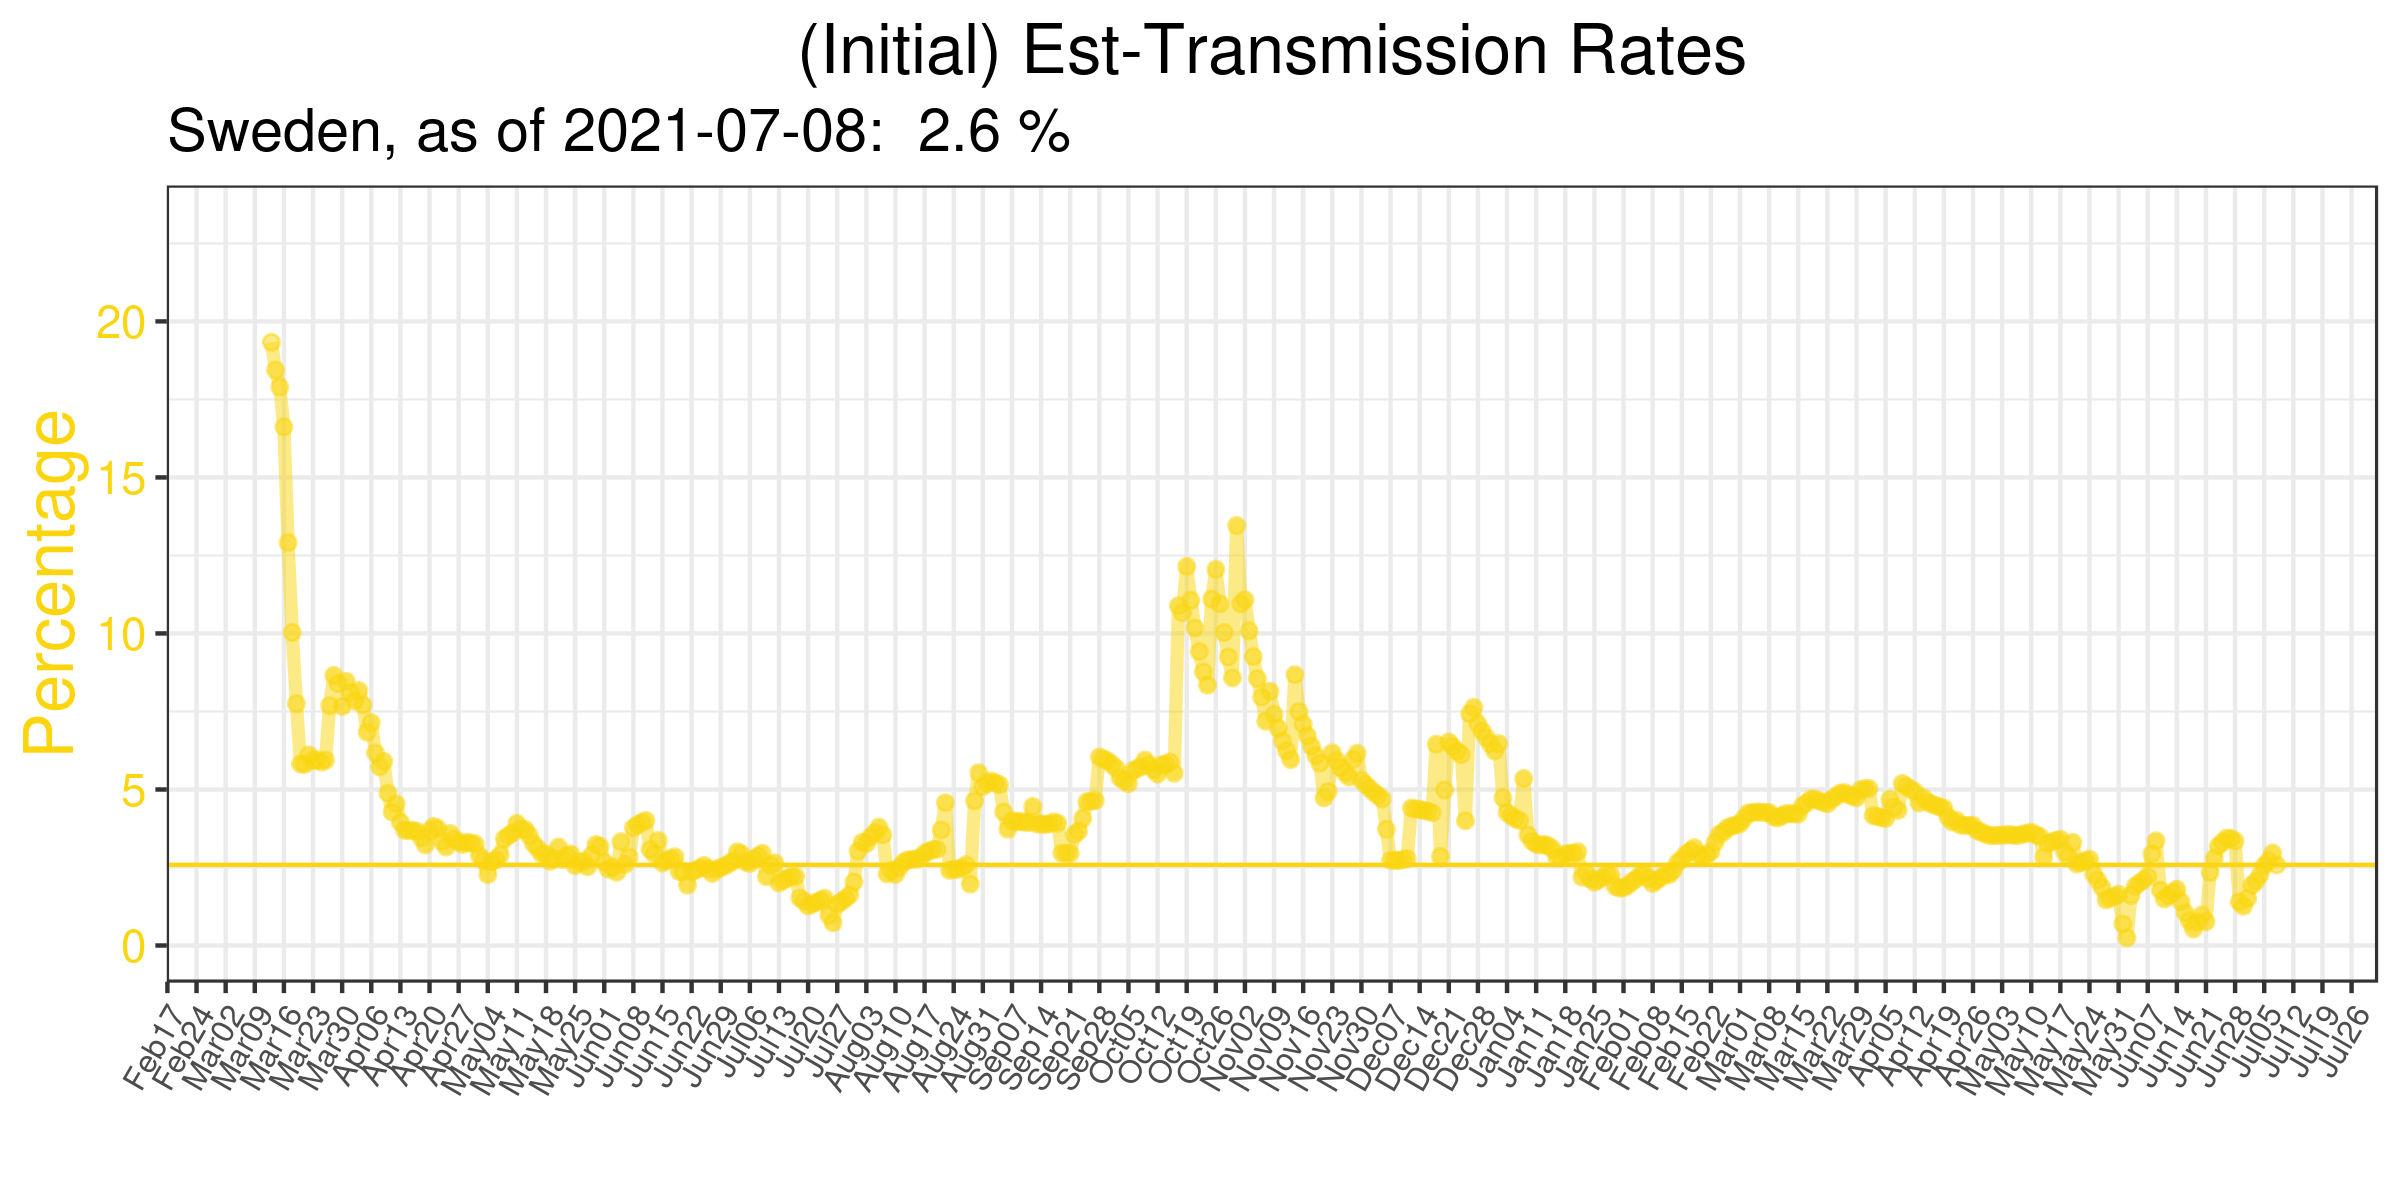 (Initial) Est-Transmission Rates
Sweden, as of 2021-07-08: 2.6 %
Percentage
20
15
10
5
0
Feb17
Feb24
Mar02
Mar09
Mar16
Mar23
Mar30
Apr06
Apr13
Apr20
Apr27
May04
May11
May18
May25
Jun01
Jun08
Jun15
Jun22
Jun29
Jul06
Jul13
Jul20
Jul27
Aug03
Aug10
Aug17
Aug24
Aug31
Sep07
Sep14
Sep21
Sep28
Oct05
Oct12
Oct19
Oct26
Nov02
Nov09
Nov16
Nov23
Nov30
Dec07
Dec14
Dec21
Dec28
Jan04
Jan11
Jan18
Jan25
Feb01
Feb08
Feb15
Feb22
Mar01
Mar08
Mar15
Mar22
Mar29
Apr05
Apr12
Apr19
Apr26
May03
May10
May17
May24
May31
Jun07
Jun14
Jun21
Jun28
Jul05
Jul12
Jul19
Jul26